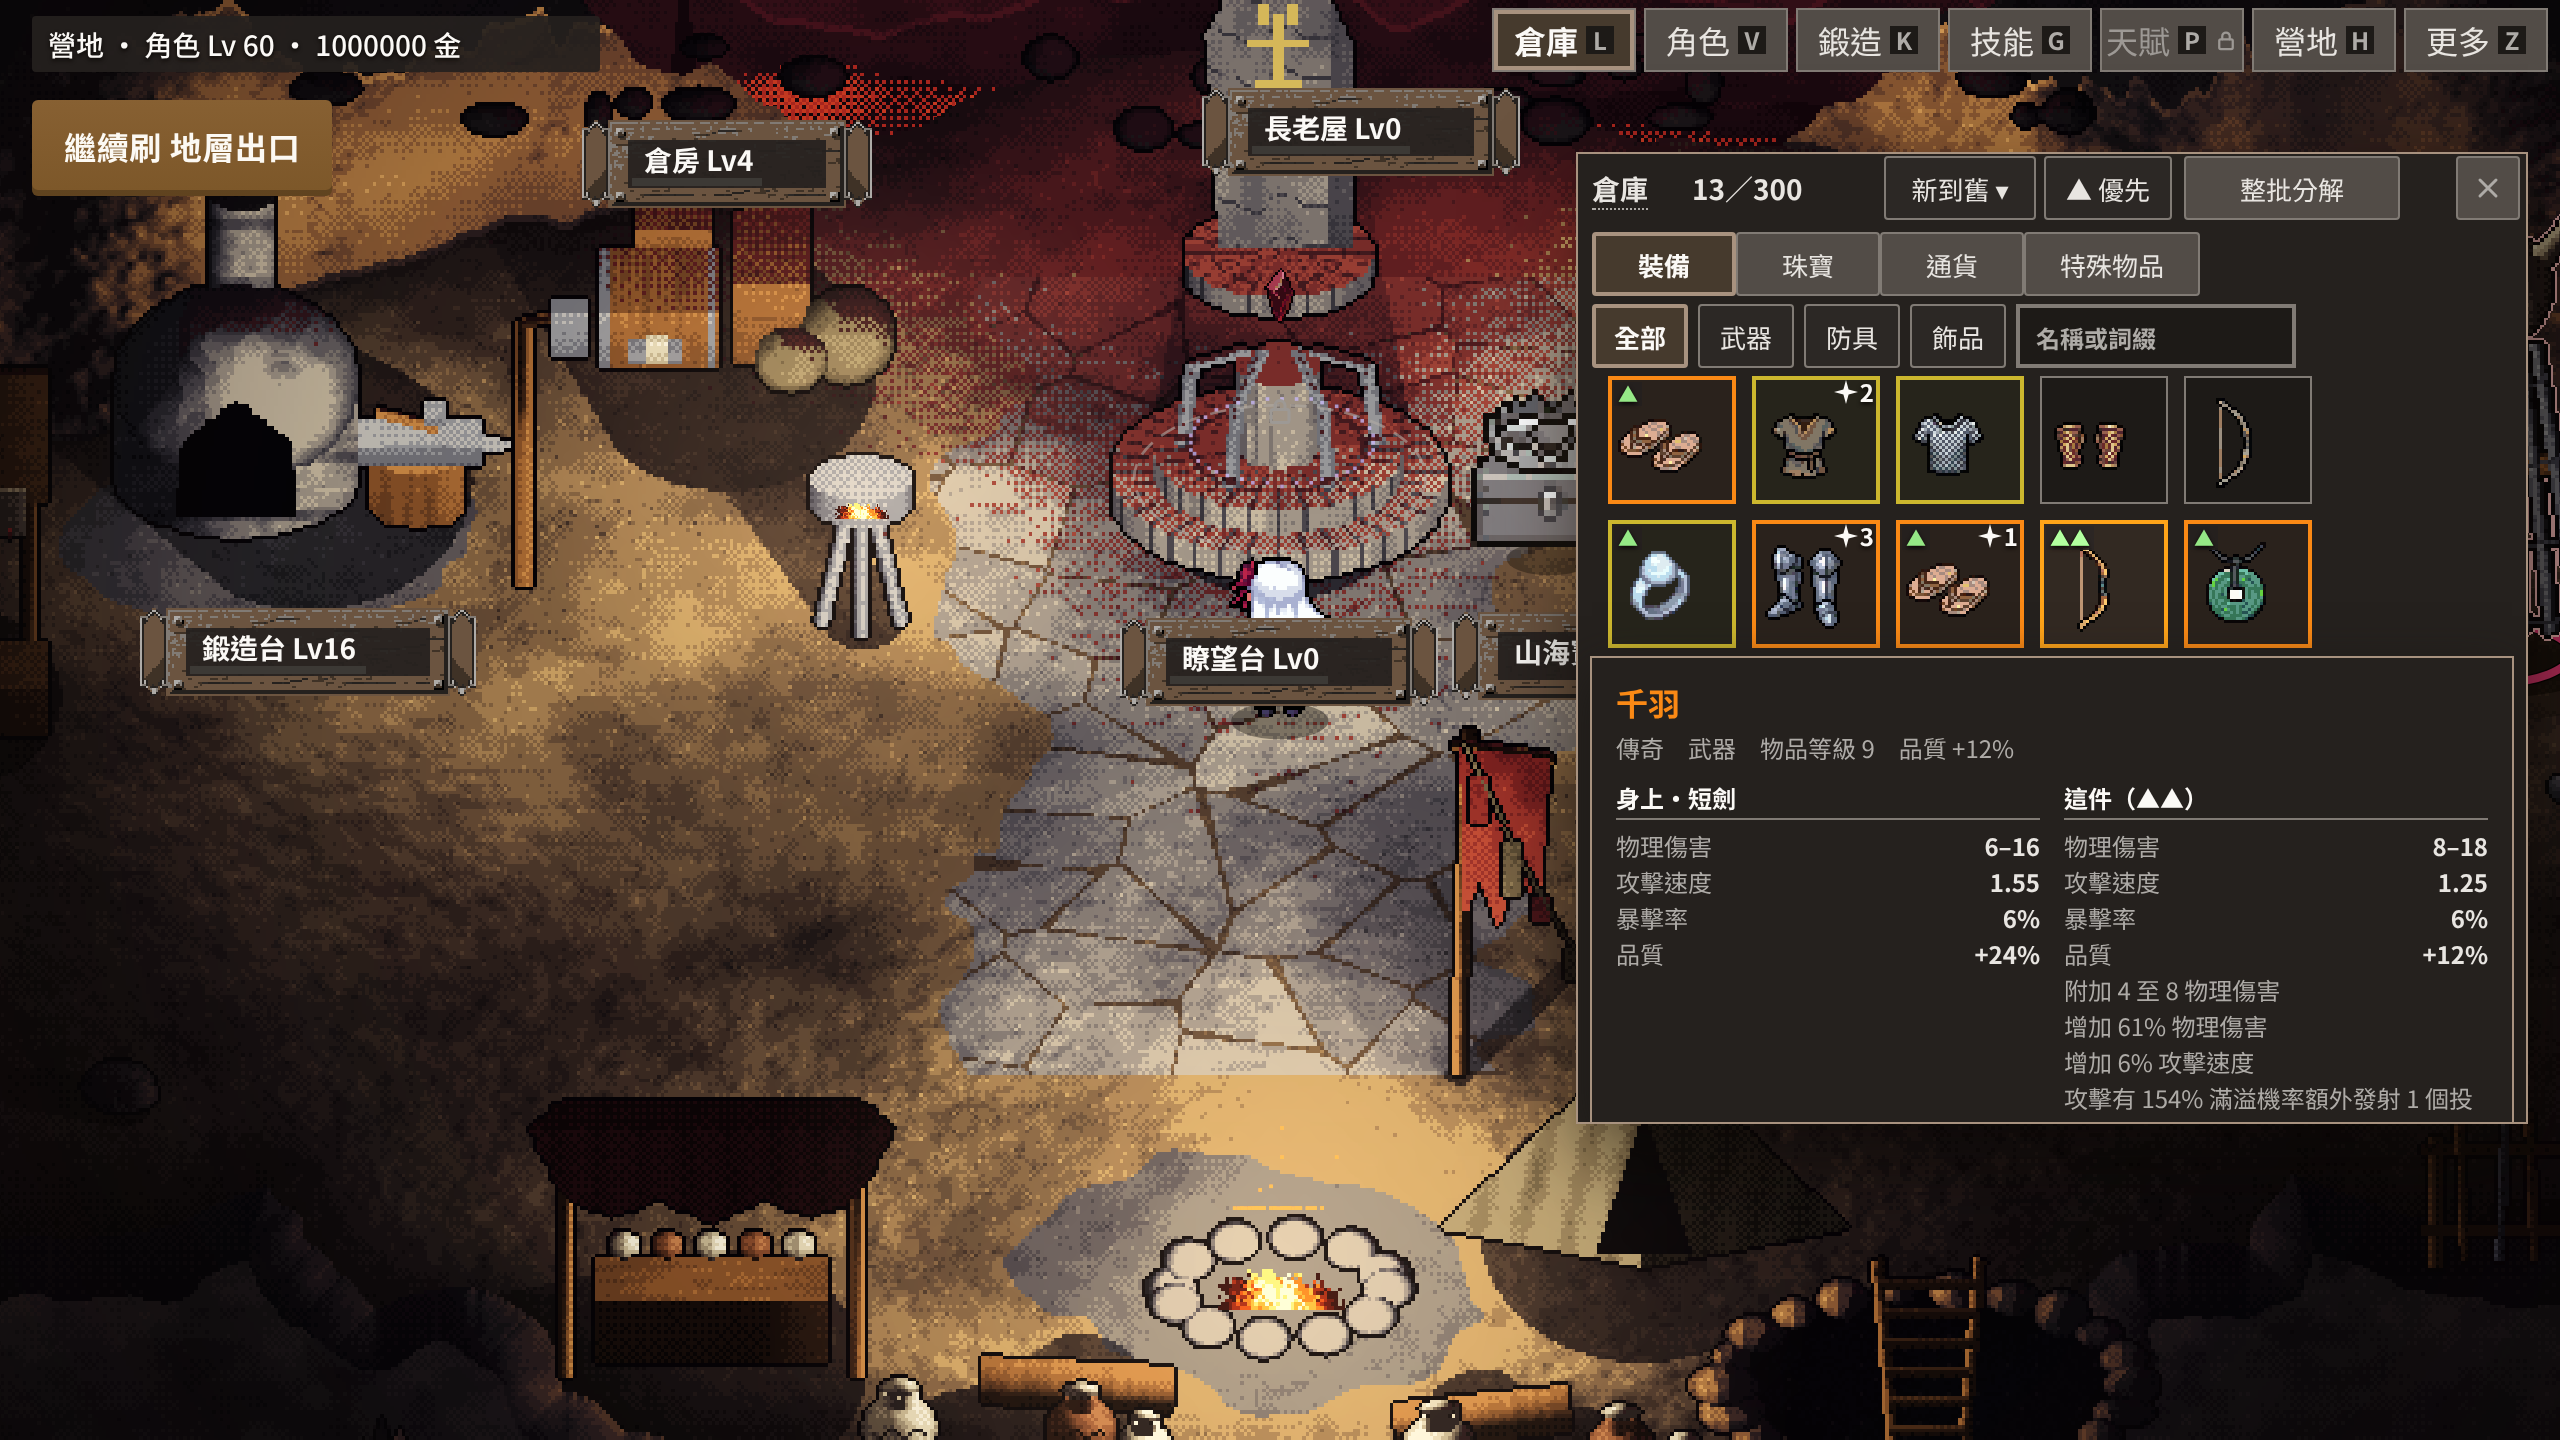 營地 · 角色 Lv 60 · 1000000 金
倉庫 L
角色 V
鍛造 K
技能 G
天賦 P
營地 H
更多 Z
繼續刷 地層出口
倉房 Lv4
長老屋 Lv0
鍛造台 Lv16
瞭望台 Lv0
山海
倉庫 13／300 新到舊 ▾ ▲ 優先 整批分解 ×
裝備 珠寶 通貨 特殊物品
全部 武器 防具 飾品 名稱或詞綴
2
3
1
千羽
傳奇 武器 物品等級 9 品質 +12%
身上・短劍
物理傷害 6–16
攻擊速度 1.55
暴擊率 6%
品質 +24%
這件（▲▲）
物理傷害 8–18
攻擊速度 1.25
暴擊率 6%
品質 +12%
附加 4 至 8 物理傷害
增加 61% 物理傷害
增加 6% 攻擊速度
攻擊有 154% 滿溢機率額外發射 1 個投